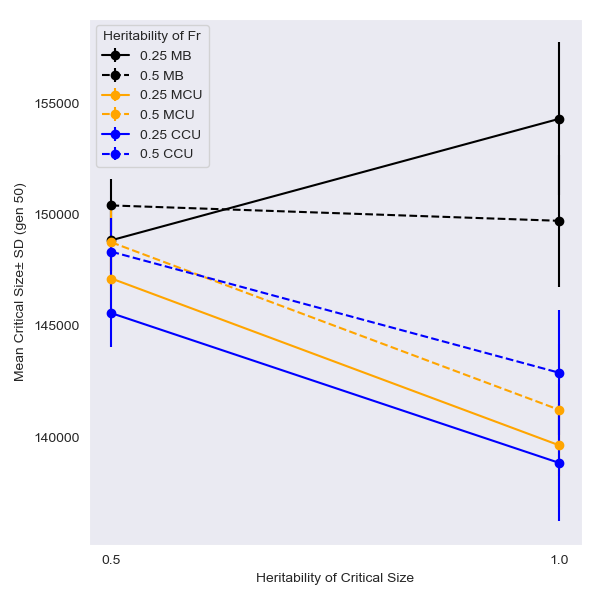 Heritability of Fr
0.25 MB
0.5 MB
0.25 MCU
0.5 MCU
0.25 CCU
0.5 CCU
155000
150000
145000
140000
Mean Critical Size± SD (gen 50)
0.5
1.0
Heritability of Critical Size